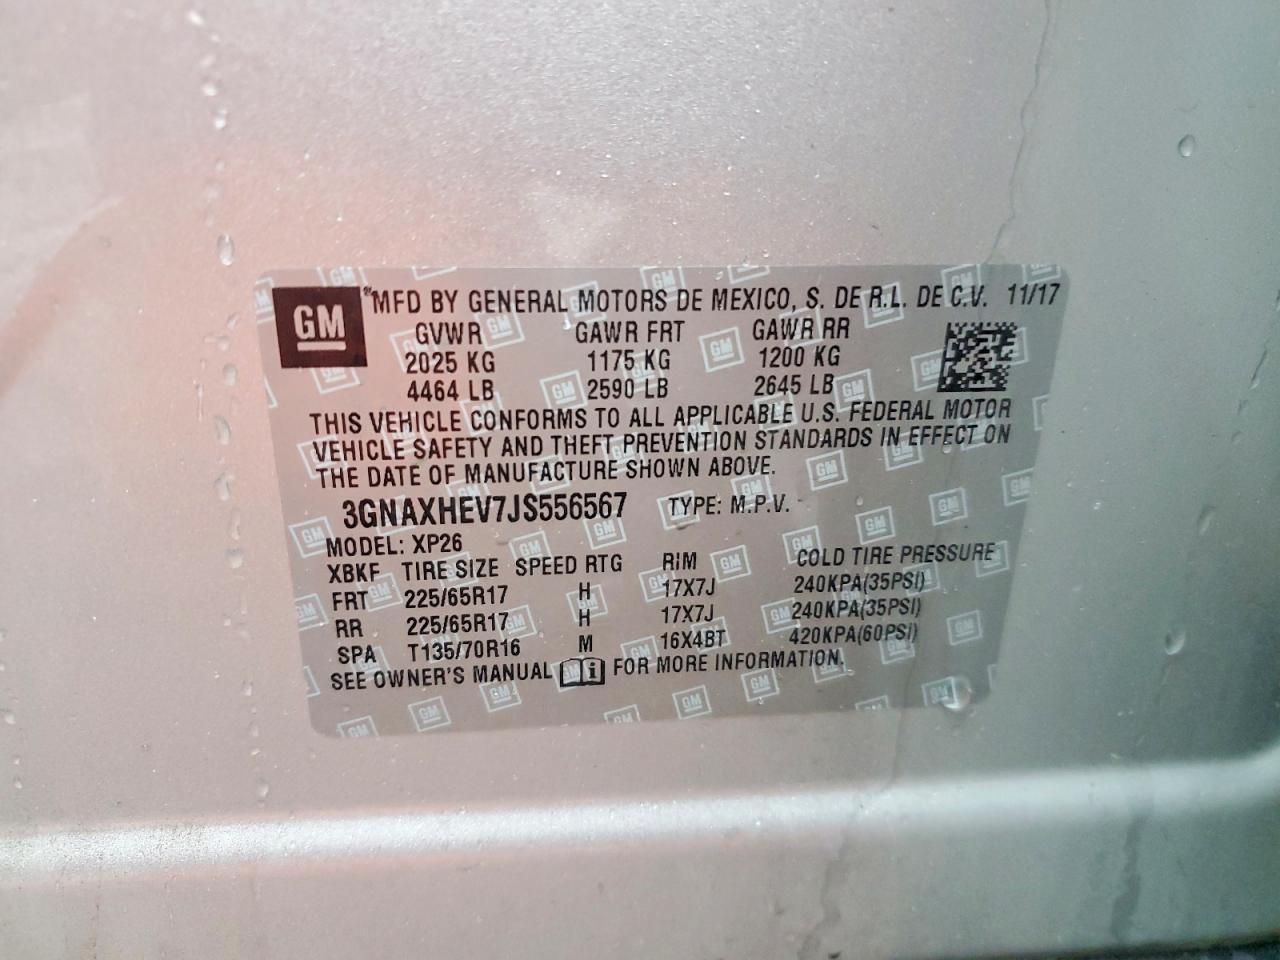 GM
MFD BY GENERAL MOTORS DE MEXICO, S. DE R.L. DE C.V. 11/17
GVWR GAWR FRT GAWR RR
2025 KG 1175 KG 1200 KG
4464 LB 2590 LB 2645 LB
THIS VEHICLE CONFORMS TO ALL APPLICABLE U.S. FEDERAL MOTOR
VEHICLE SAFETY AND THEFT PREVENTION STANDARDS IN EFFECT ON
THE DATE OF MANUFACTURE SHOWN ABOVE.
3GNAXHEV7JS556567 TYPE: M.P.V.
MODEL: XP26
XBKF TIRE SIZE SPEED RTG RIM COLD TIRE PRESSURE
FRT 225/65R17 H 17X7J 240KPA(35PSI)
RR 225/65R17 H 17X7J 240KPA(35PSI)
SPA T135/70R16 M 16X4BT 420KPA(60PSI)
SEE OWNER'S MANUAL i FOR MORE INFORMATION.